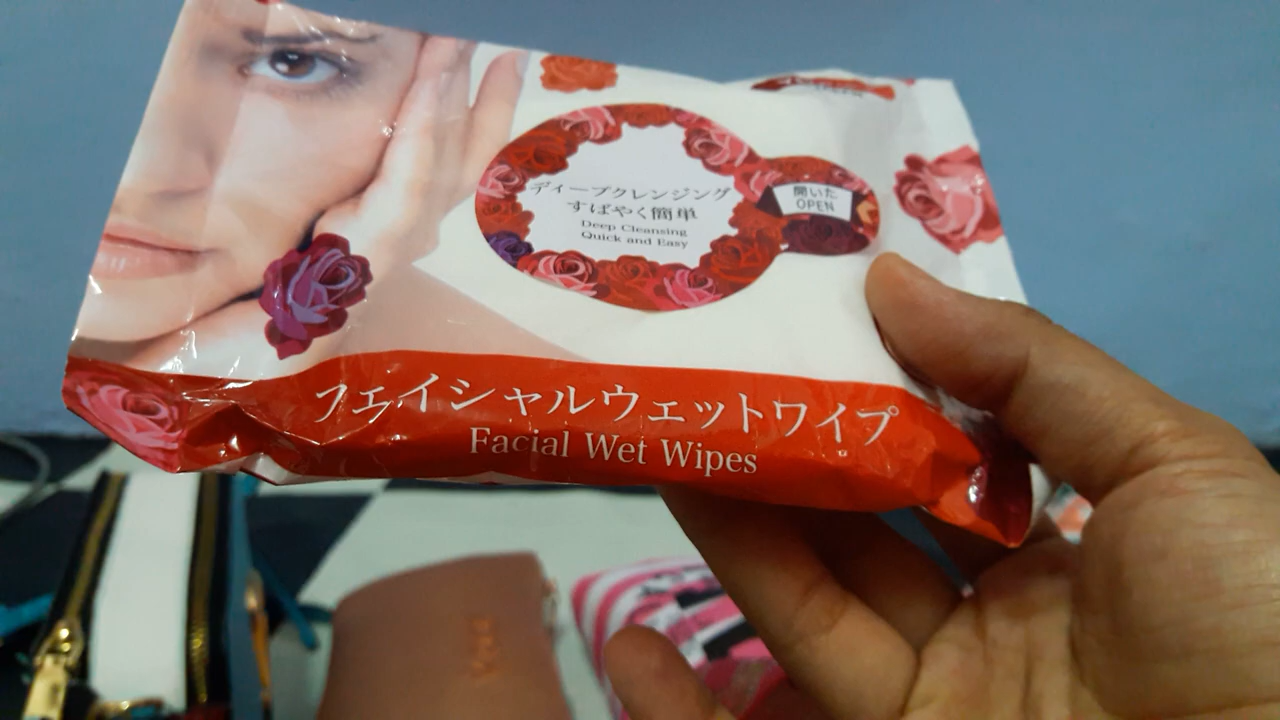 ディープクレンジング
すばやく簡単
Deep Cleansing
Quick and Easy
開いた
OPEN
フェイシャルウェットワイプ
Facial Wet Wipes